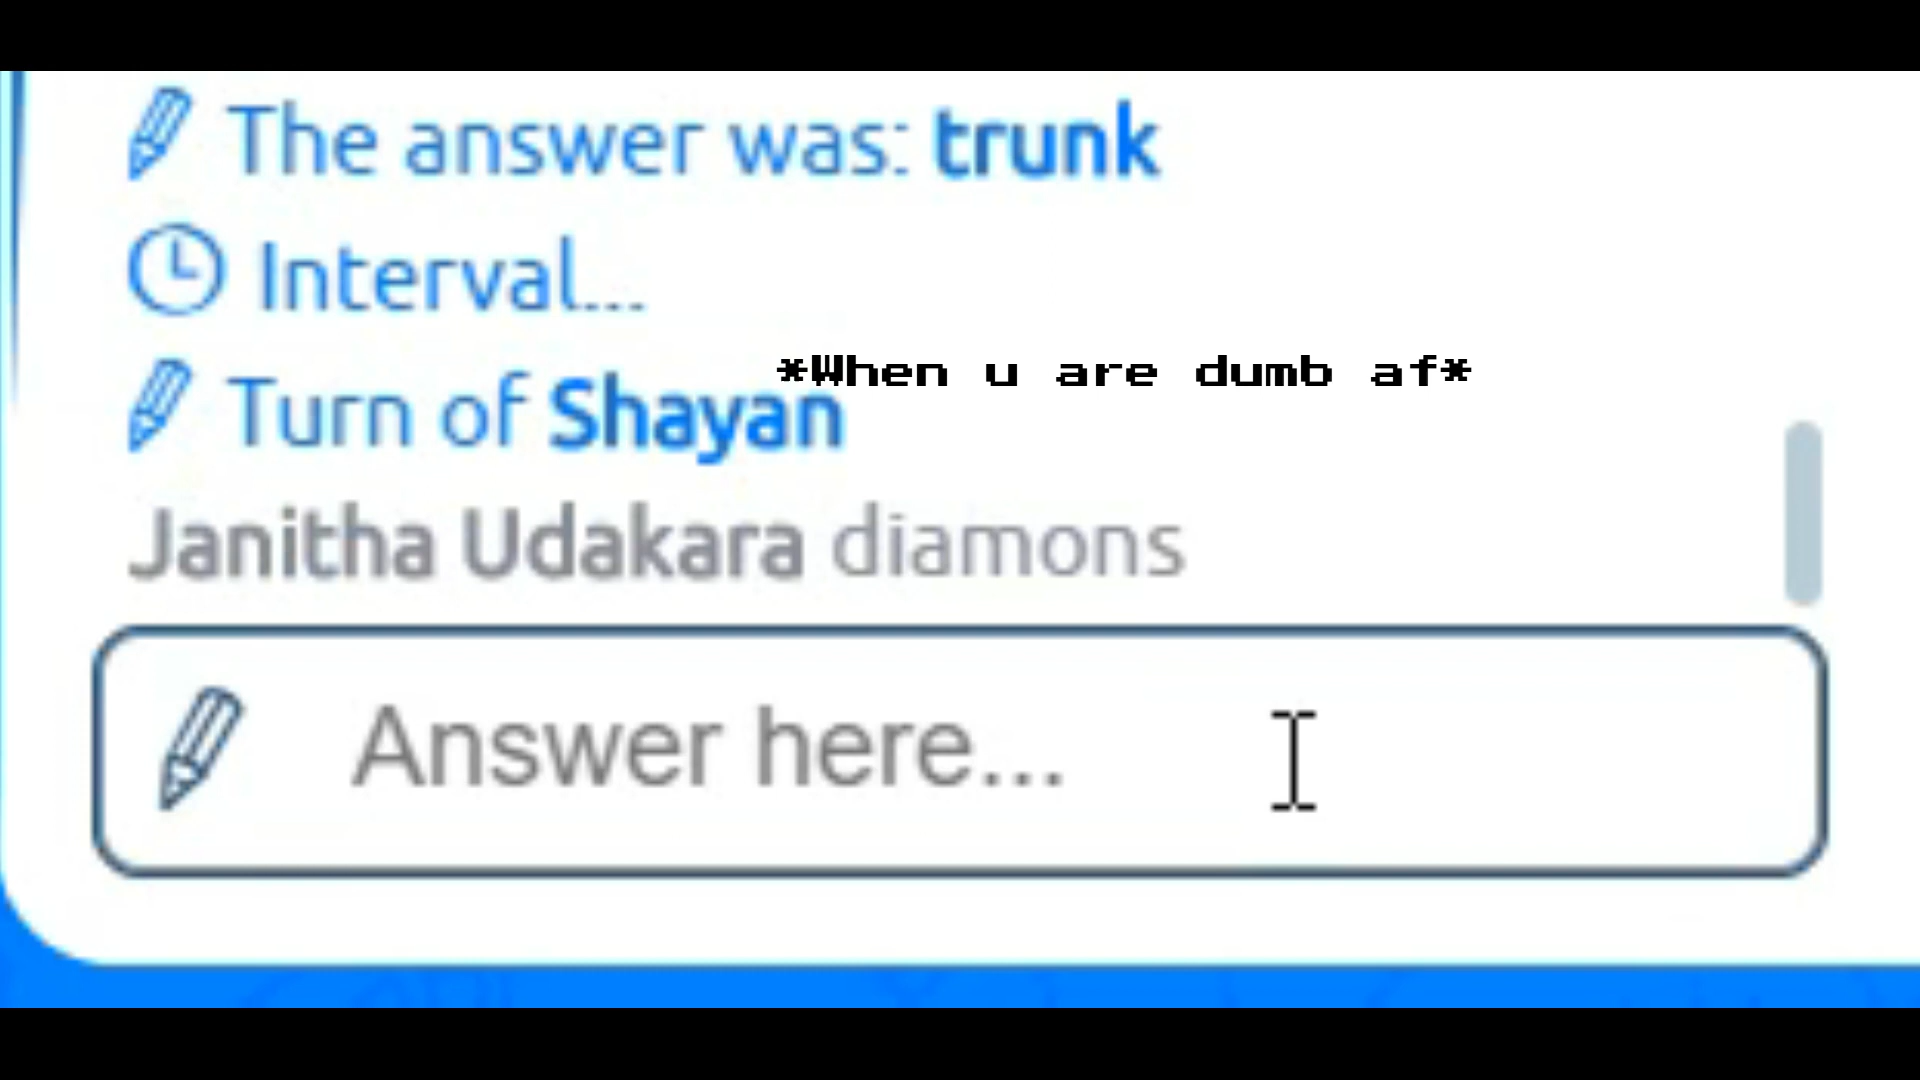 The answer was: trunk
Interval...
*When u are dumb af*
Turn of Shayan
Janitha Udakara diamons
Answer here...